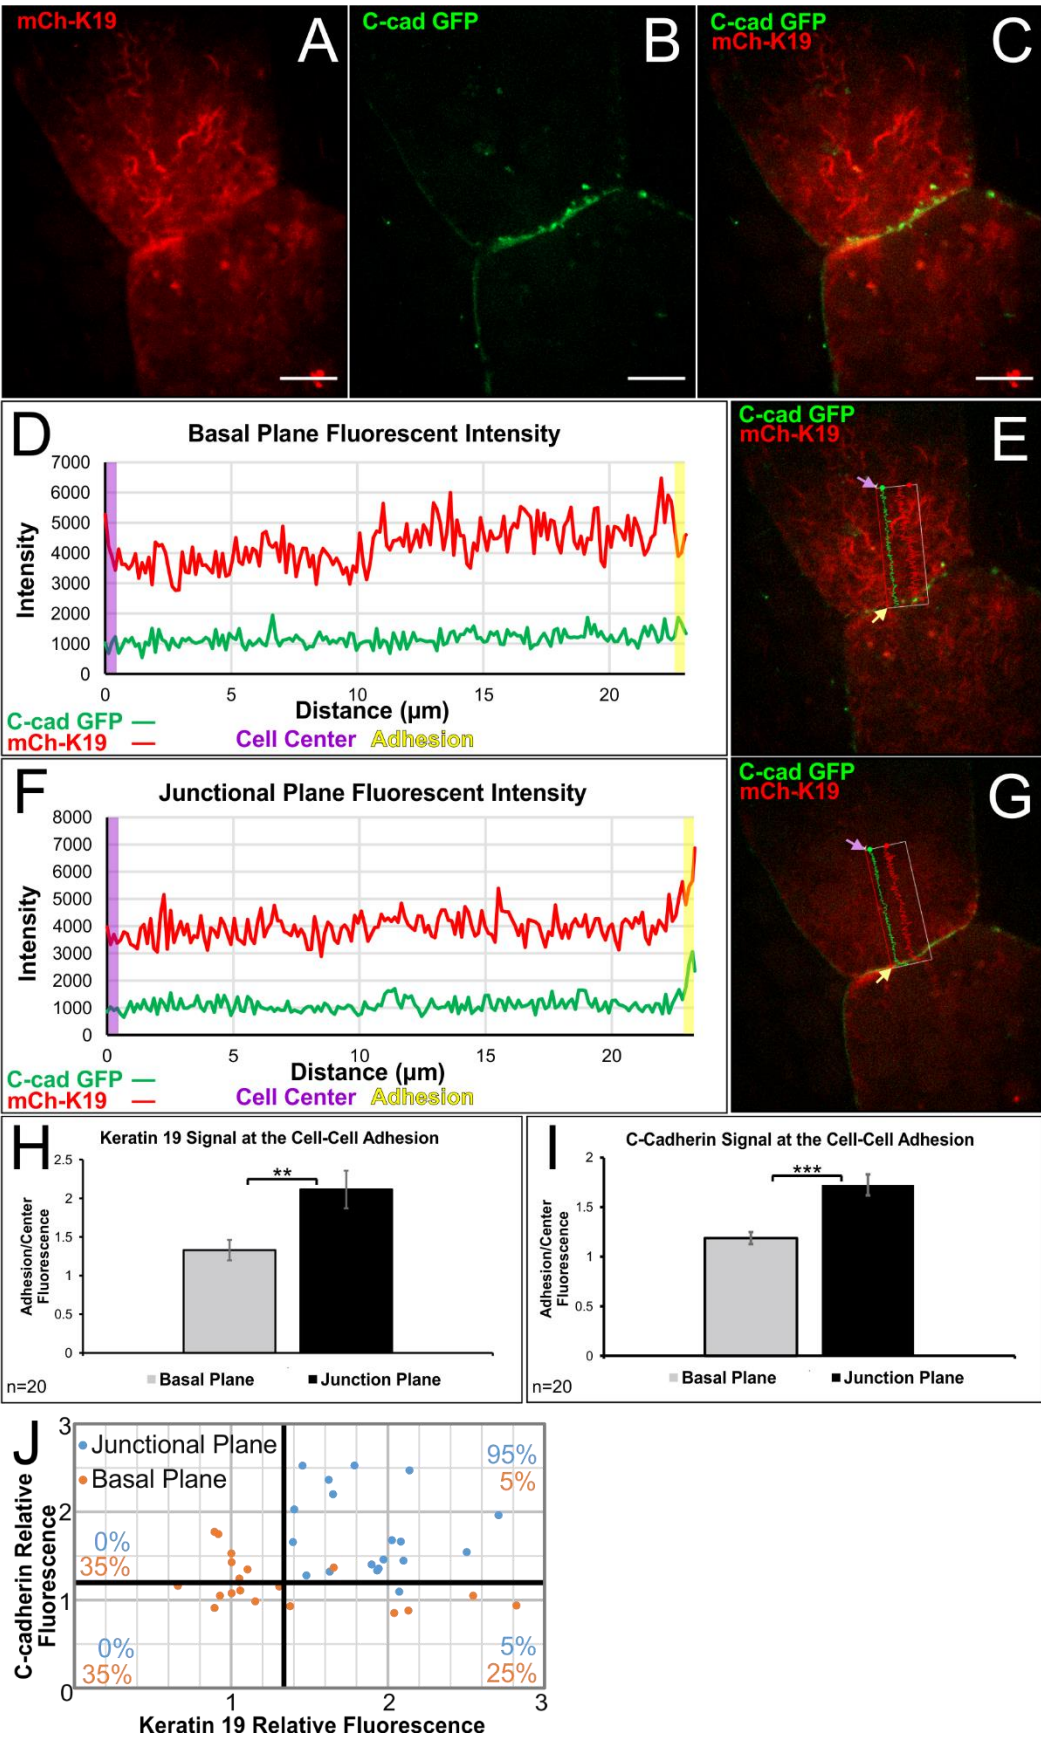 mCh-K19
A
C-cad GFP
B
C-cad GFP
mCh-K19
C
D
Basal Plane Fluorescent Intensity
7000
6000
5000
4000
3000
2000
1000
0
Intensity
0 5 10 15 20
Distance (µm)
C-cad GFP
mCh-K19
Cell Center Adhesion
C-cad GFP
mCh-K19
E
F
Junctional Plane Fluorescent Intensity
8000
7000
6000
5000
4000
3000
2000
1000
0
Intensity
0 5 10 15 20
Distance (µm)
C-cad GFP
mCh-K19
Cell Center Adhesion
C-cad GFP
mCh-K19
G
H
Keratin 19 Signal at the Cell-Cell Adhesion
2.5
2
1.5
1
0.5
0
Adhesion/Center
Fluorescence
**
Basal Plane Junction Plane
n=20
I
C-Cadherin Signal at the Cell-Cell Adhesion
2
1.5
1
0.5
0
Adhesion/Center
Fluorescence
***
Basal Plane Junction Plane
n=20
J
3
2
1
0
C-cadherin Relative
Fluorescence
Junctional Plane
Basal Plane
95%
5%
0%
35%
0%
35%
5%
25%
1 2 3
Keratin 19 Relative Fluorescence